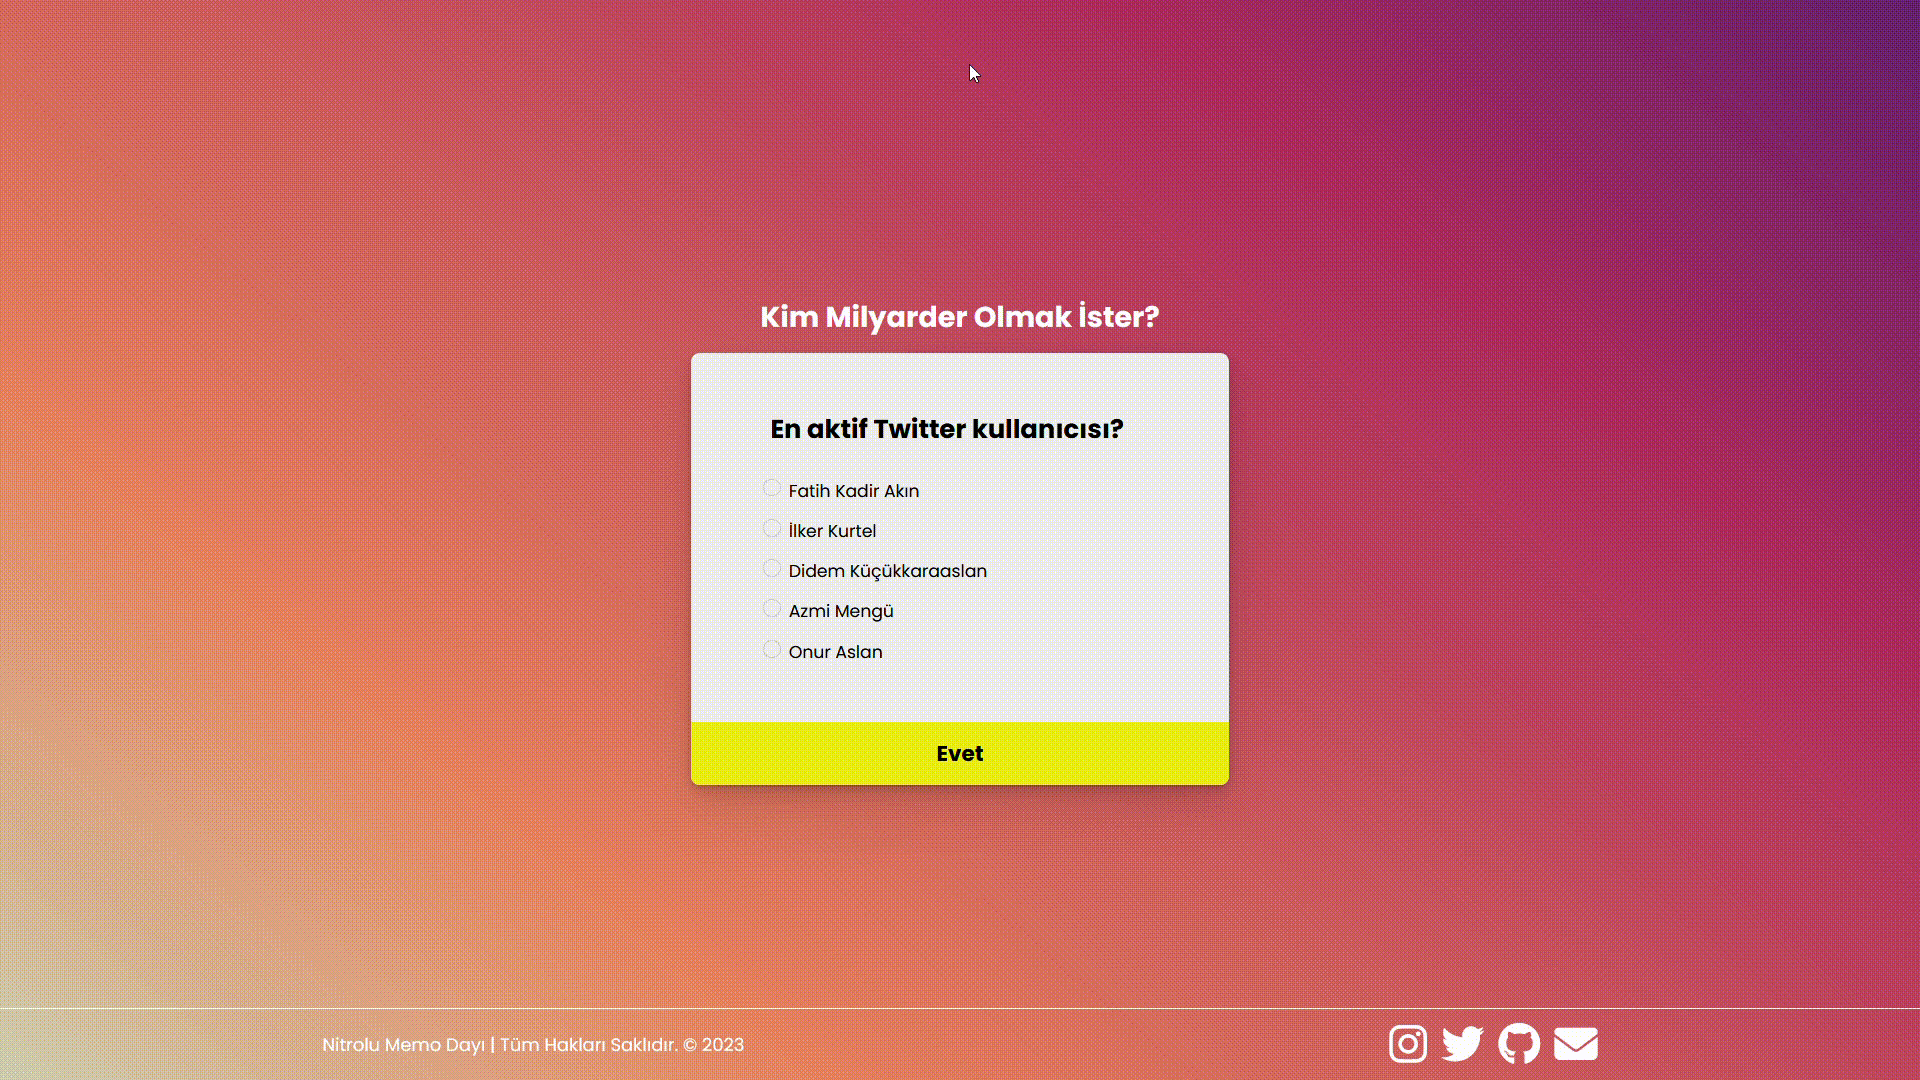 Kim Milyarder Olmak İster?
En aktif Twitter kullanıcısı?
Fatih Kadir Akın
İlker Kurtel
Didem Küçükkaraaslan
Azmi Mengü
Onur Aslan
Evet
Nitrolu Memo Dayı | Tüm Hakları Saklıdır. © 2023